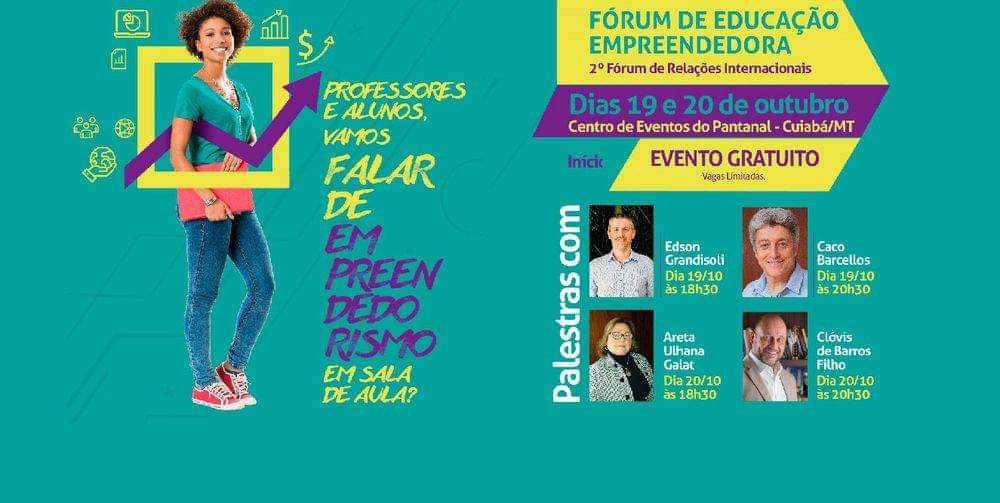 PROFESSORES
E ALUNOS,
VAMOS
FALAR
DE
EM
PREEN
DEDO
RISMO
EM SALA
DE AULA?
FÓRUM DE EDUCAÇÃO
EMPREENDEDORA
2º Fórum de Relações Internacionais
Dias 19 e 20 de outubro
Centro de Eventos do Pantanal - Cuiabá/MT
EVENTO GRATUITO
Vagas Limitadas.
Palestras com
Edson
Grandisoli
Dia 19/10
às 18h30
Caco
Barcellos
Dia 19/10
às 20h30
Areta
Ulhana
Galat
Dia 20/10
às 18h30
Clóvis
de Barros
Filho
Dia 20/10
às 20h30